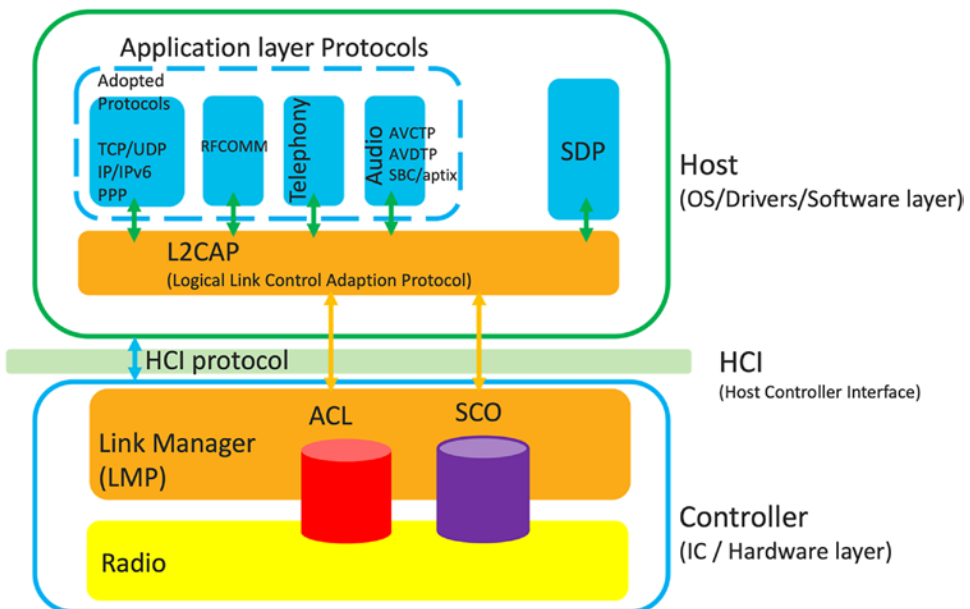 Application layer Protocols
Adopted
Protocols
TCP/UDP
IP/IPv6
PPP
RFCOMM
Telephony
Audio
AVCTP
AVDTP
SBC/aptix
SDP
Host
(OS/Drivers/Software layer)
L2CAP
(Logical Link Control Adaption Protocol)
HCI protocol
HCI
(Host Controller Interface)
ACL
SCO
Link Manager
(LMP)
Controller
(IC / Hardware layer)
Radio